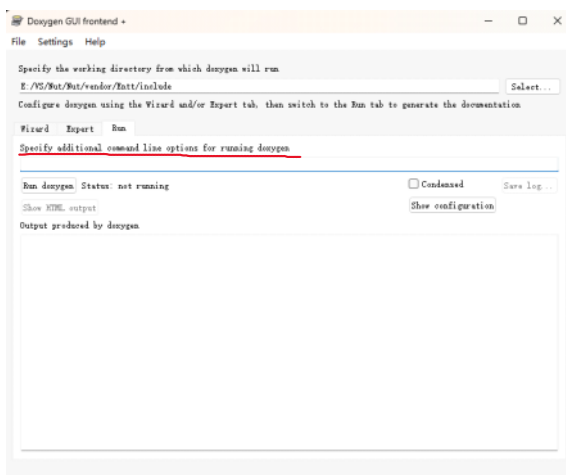 Doxygen GUI frontend +
File Settings Help
Specify the working directory from which doxygen will run
E:/VS/Nut/Nut/vendor/Entt/include Select...
Configure doxygen using the Wizard and/or Expert tab, then switch to the Run tab to generate the documentation
Wizard Expert Run
Specify additional command line options for running doxygen
Run doxygen Status: not running Condensed Save log...
Show HTML output Show configuration
Output produced by doxygen